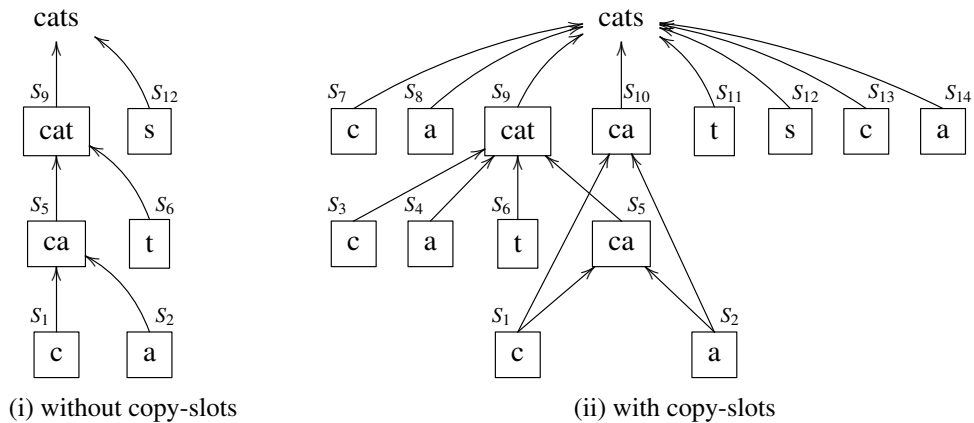 cats cats
S9 S12 S7 S8 S9 S10 S11 S12 S13 S14
cat s c a cat ca t s c a
S5 S6 S3 S4 S6 S5
ca t c a t ca
S1 S2 S1 S2
c a c a
(i) without copy-slots (ii) with copy-slots